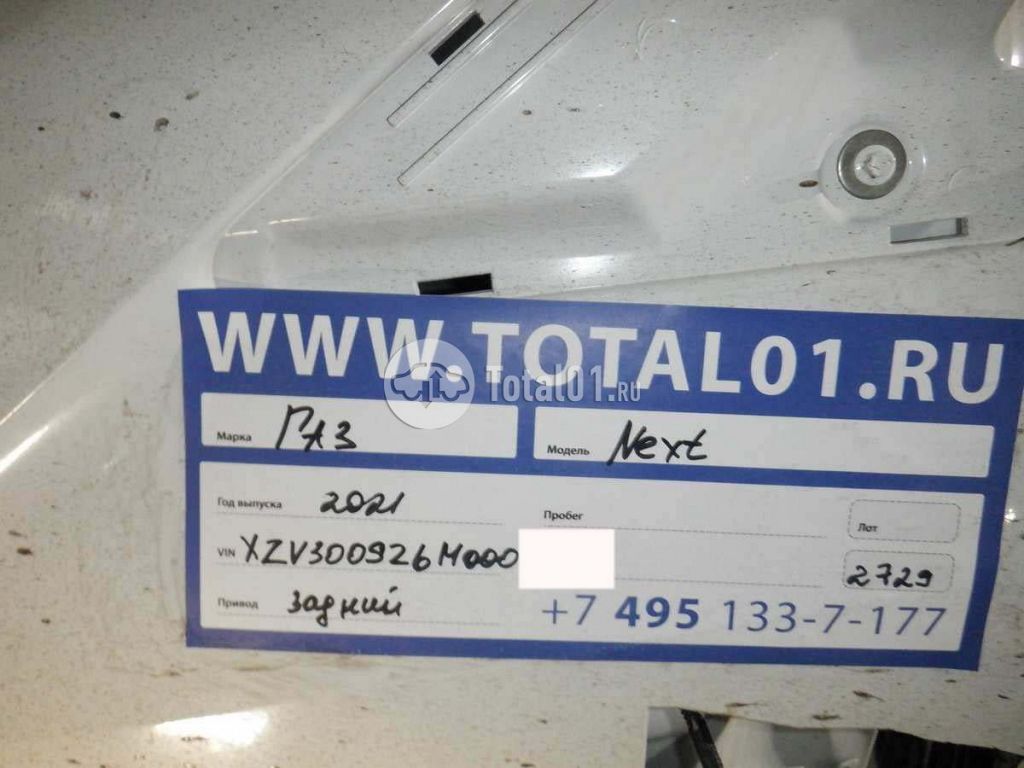 WWW.TOTAL01.RU
Total01.RU
Марка ГАЗ Модель Next
Год выпуска 2021 Пробег Лот
VIN XZV300926M000 2729
Привод задний +7 495 133-7-177